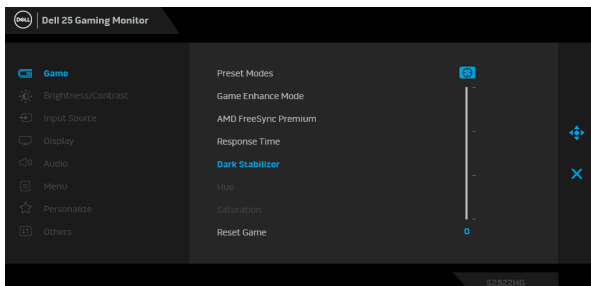 DELL
Dell 25 Gaming Monitor
Game
Brightness/Contrast
Input Source
Display
Audio
Menu
Personalize
Others
Preset Modes
Game Enhance Mode
AMD FreeSync Premium
Response Time
Dark Stabilizer
Hue
Saturation
Reset Game
0
S2522HG